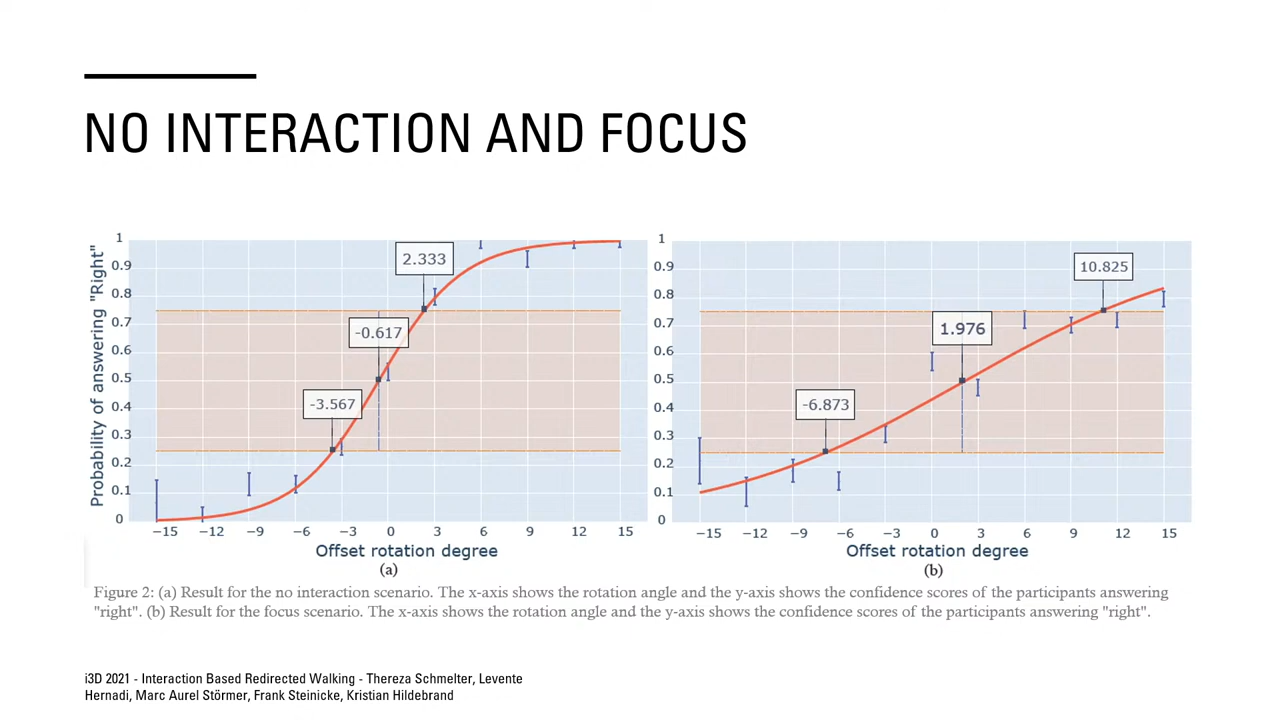 NO INTERACTION AND FOCUS
Probability of answering "Right"
1
0.9
0.8
0.7
0.6
0.5
0.4
0.3
0.2
0.1
0
2.333
-0.617
-3.567
−15 −12 −9 −6 −3 0 3 6 9 12 15
Offset rotation degree
(a)
1
0.9
0.8
0.7
0.6
0.5
0.4
0.3
0.2
0.1
0
10.825
1.976
-6.873
−15 −12 −9 −6 −3 0 3 6 9 12 15
Offset rotation degree
(b)
Figure 2: (a) Result for the no interaction scenario. The x-axis shows the rotation angle and the y-axis shows the confidence scores of the participants answering
"right". (b) Result for the focus scenario. The x-axis shows the rotation angle and the y-axis shows the confidence scores of the participants answering "right".
i3D 2021 - Interaction Based Redirected Walking - Thereza Schmelter, Levente
Hernadi, Marc Aurel Störmer, Frank Steinicke, Kristian Hildebrand